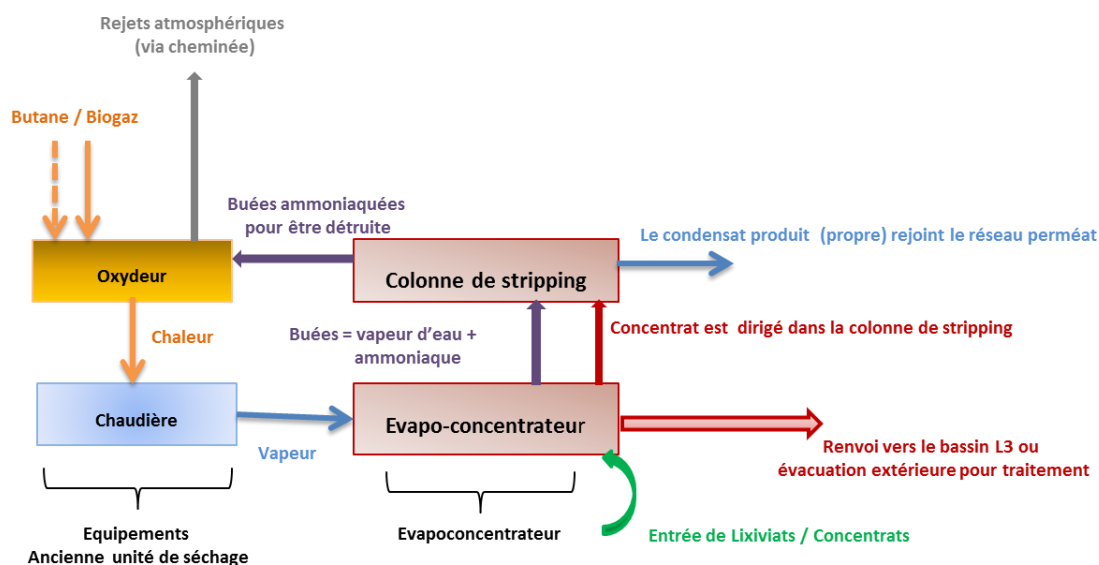 Rejets atmosphériques
(via cheminée)
Butane / Biogaz
Buées ammoniaquées
pour être détruite
Le condensat produit (propre) rejoint le réseau perméat
Oxydeur
Colonne de stripping
Chaleur
Buées = vapeur d'eau +
ammoniaque
Concentrat est dirigé dans la colonne de stripping
Chaudière
Evapo-concentrateur
Vapeur
Renvoi vers le bassin L3 ou
évacuation extérieure pour traitement
Equipements
Ancienne unité de séchage
Evapoconcentrateur
Entrée de Lixiviats / Concentrats